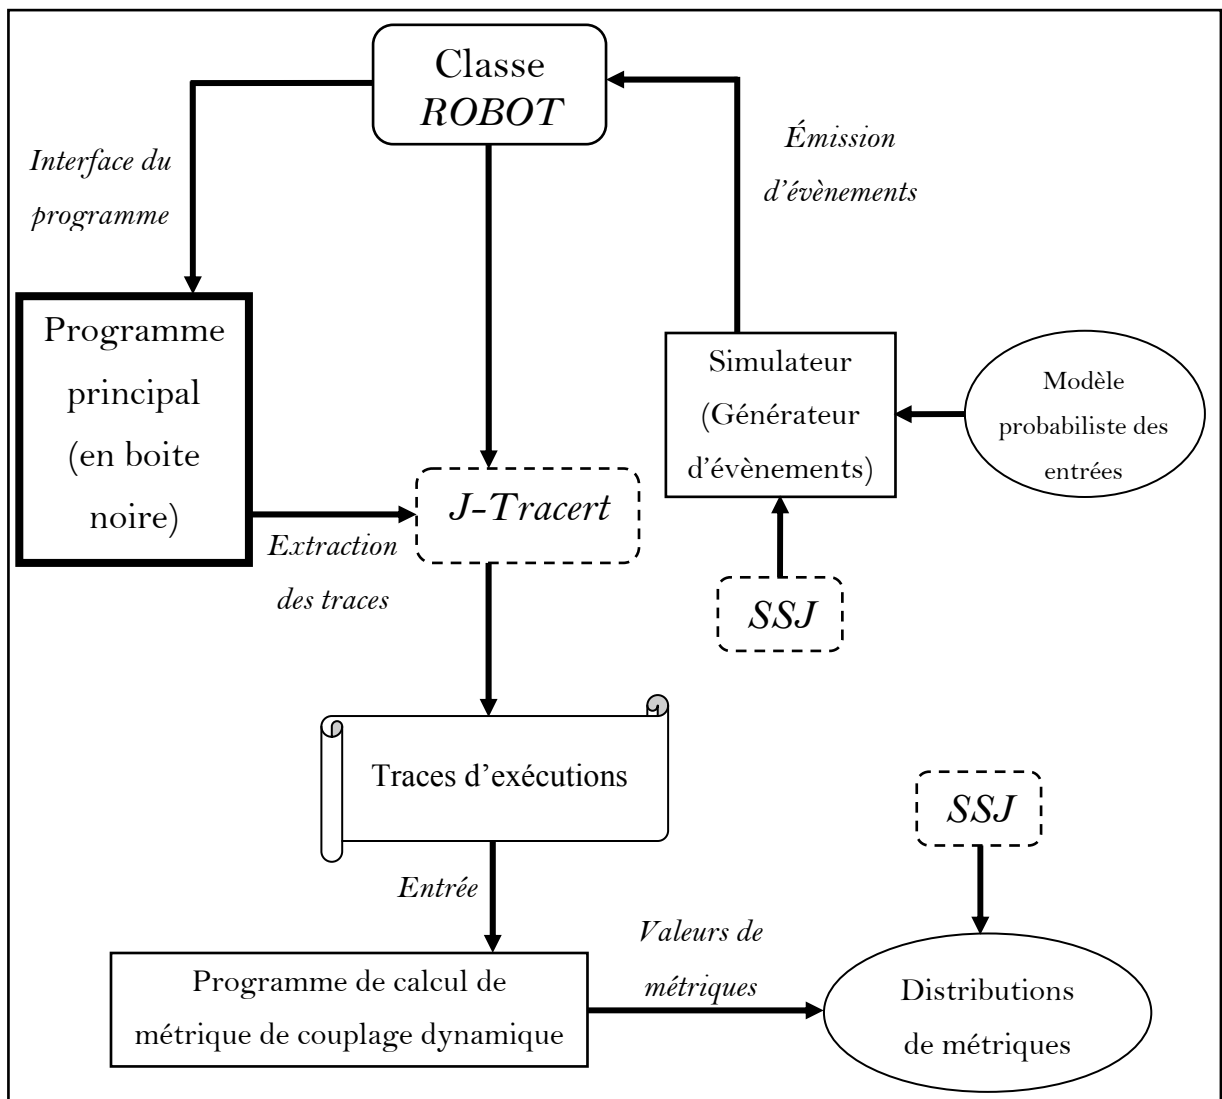 Classe
ROBOT
Émission
d'évènements
Interface du
programme
Programme
principal
(en boite
noire)
Simulateur
(Générateur
d'évènements)
Modèle
probabiliste des
entrées
J-Tracert
Extraction
des traces
SSJ
Traces d'exécutions
SSJ
Entrée
Valeurs de
métriques
Programme de calcul de
métrique de couplage dynamique
Distributions
de métriques